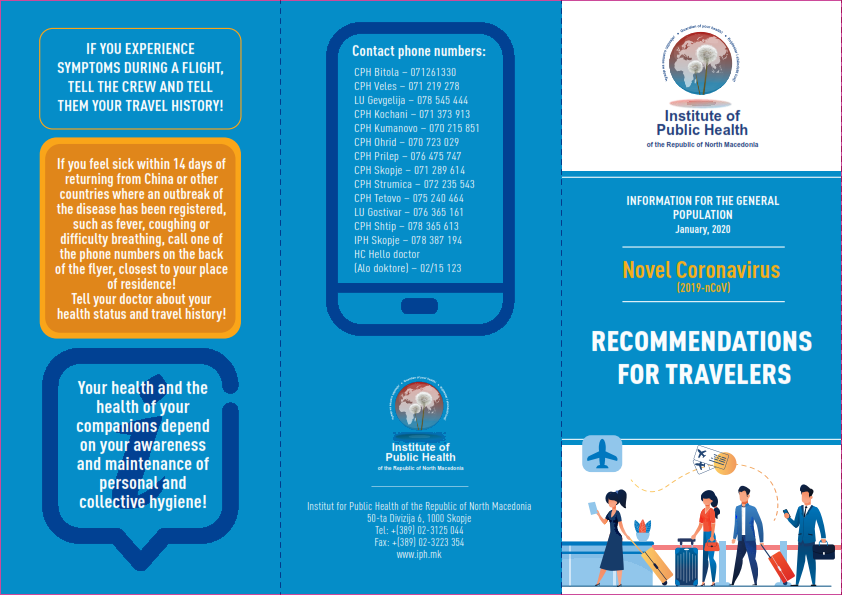 IF YOU EXPERIENCE
SYMPTOMS DURING A FLIGHT,
TELL THE CREW AND TELL
THEM YOUR TRAVEL HISTORY!
If you feel sick within 14 days of
returning from China or other
countries where an outbreak of
the disease has been registered,
such as fever, coughing or
difficulty breathing, call one of
the phone numbers on the back
of the flyer, closest to your place
of residence!
Tell your doctor about your
health status and travel history!
Your health and the
health of your
companions depend
on your awareness
and maintenance of
personal and
collective hygiene!
Contact phone numbers:
CPH Bitola – 071261330
CPH Veles – 071 219 278
LU Gevgelija – 078 545 444
CPH Kochani – 071 373 913
CPH Kumanovo – 070 215 851
CPH Ohrid – 070 723 029
CPH Prilep – 076 475 747
CPH Skopje – 071 289 614
CPH Strumica – 072 235 543
CPH Tetovo – 075 240 464
LU Gostivar – 076 365 161
CPH Shtip – 078 365 613
IPH Skopje – 078 387 194
HC Hello doctor
(Alo doktore) – 02/15 123
Institute of
Public Health
of the Republic of North Macedonia
Institut for Public Health of the Republic of North Macedonia
50-ta Divizija 6, 1000 Skopje
Tel: +(389) 02-3125 044
Fax: +(389) 02-3223 354
www.iph.mk
Institute of
Public Health
of the Republic of North Macedonia
INFORMATION FOR THE GENERAL
POPULATION
January, 2020
Novel Coronavirus
(2019-nCoV)
RECOMMENDATIONS
FOR TRAVELERS